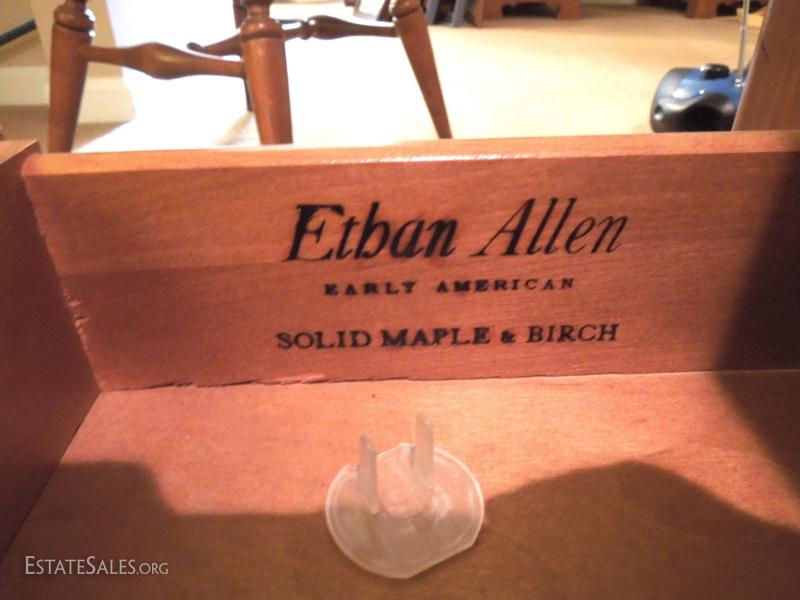 Ethan Allen
EARLY AMERICAN
SOLID MAPLE & BIRCH
ESTATESALES.ORG